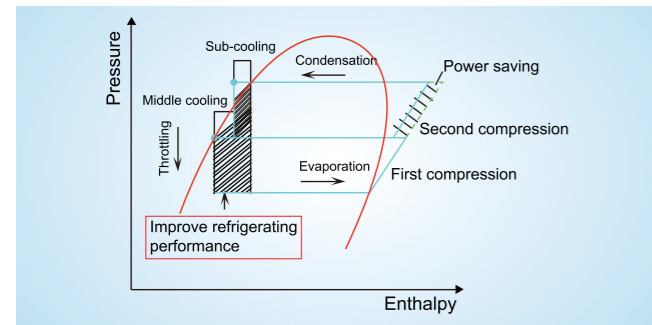 Pressure
Sub-cooling
Condensation
Power saving
Middle cooling
Throttling
Second compression
Evaporation
First compression
Improve refrigerating
performance
Enthalpy